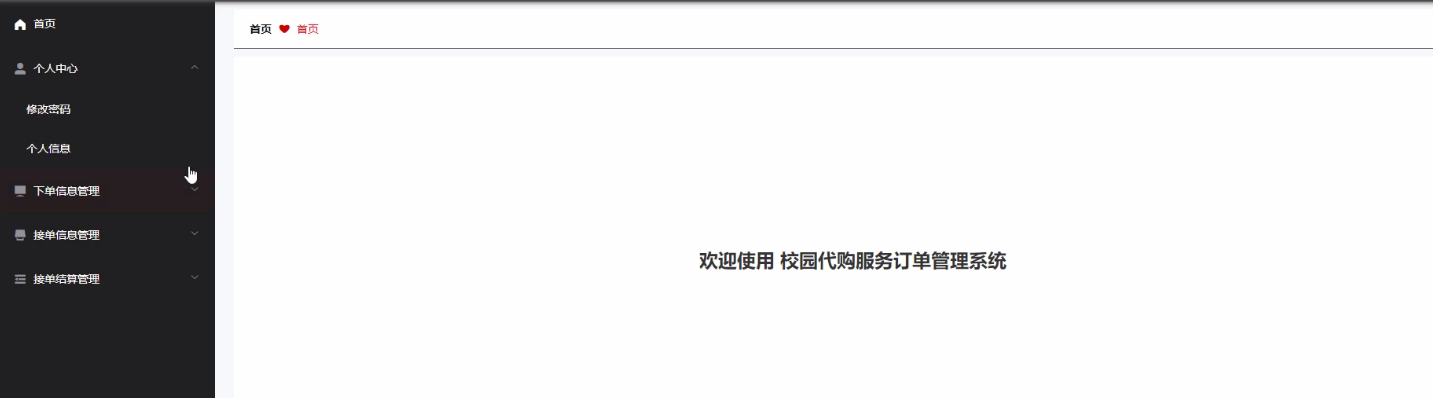 首页
个人中心
修改密码
个人信息
下单信息管理
接单信息管理
接单结算管理
首页 首页
欢迎使用 校园代购服务订单管理系统